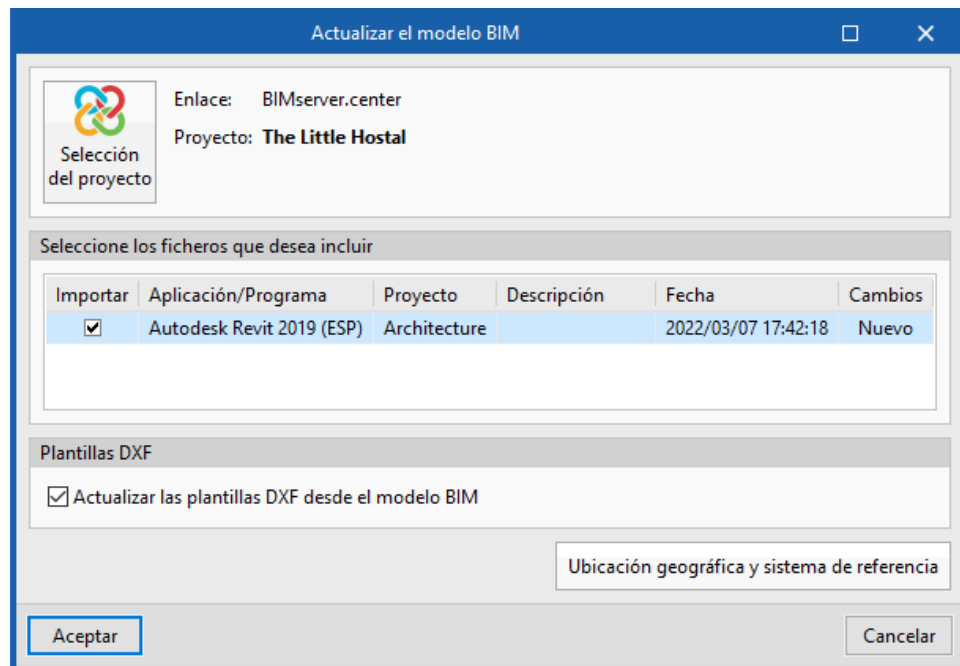 Actualizar el modelo BIM
Selección
del proyecto
Enlace: BIMserver.center
Proyecto: The Little Hostal
Seleccione los ficheros que desea incluir
Importar Aplicación/Programa Proyecto Descripción Fecha Cambios
Autodesk Revit 2019 (ESP) Architecture 2022/03/07 17:42:18 Nuevo
Plantillas DXF
Actualizar las plantillas DXF desde el modelo BIM
Ubicación geográfica y sistema de referencia
Aceptar Cancelar